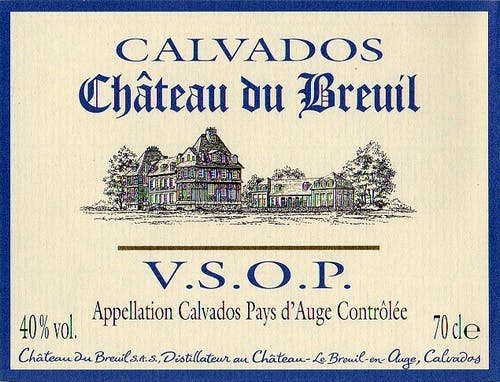 CALVADOS
Château du Breuil
V.S.O.P.
Appellation Calvados Pays d'Auge Contrôlée
40% vol.
70 cl e
Château du Breuil S.A.S., Distillateur au Château - Le Breuil-en-Auge, Calvados